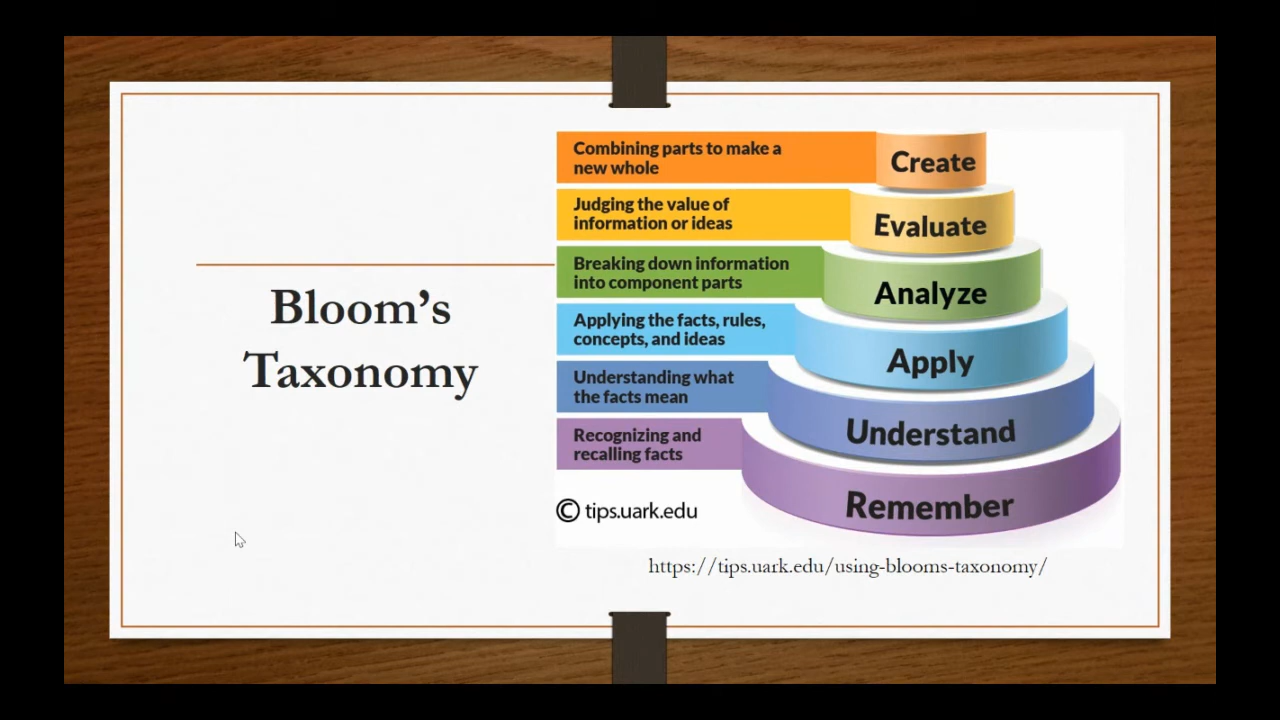 Bloom's
Taxonomy
Combining parts to make a
new whole
Create
Judging the value of
information or ideas
Evaluate
Breaking down information
into component parts
Analyze
Applying the facts, rules,
concepts, and ideas
Apply
Understanding what
the facts mean
Understand
Recognizing and
recalling facts
Remember
© tips.uark.edu
https://tips.uark.edu/using-blooms-taxonomy/